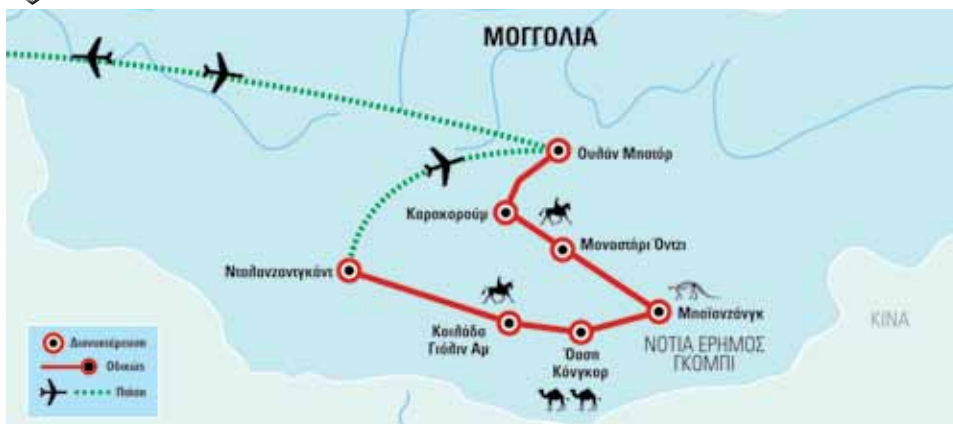 ΜΟΓΓΟΛΙΑ
Ουλάν Μπατόρ
Καρακορούμ
Μοναστήρι Όντζι
Νταλανζαντγκάντ
Μπαϊανζάνγκ
ΚΙΝΑ
Κοιλάδα
Γιόλιν Αμ
Όαση
Κόνγκορ
ΝΟΤΙΑ ΕΡΗΜΟΣ
ΓΚΟΜΠΙ
Διανυκτέρευση
Οδικώς
Πτήση